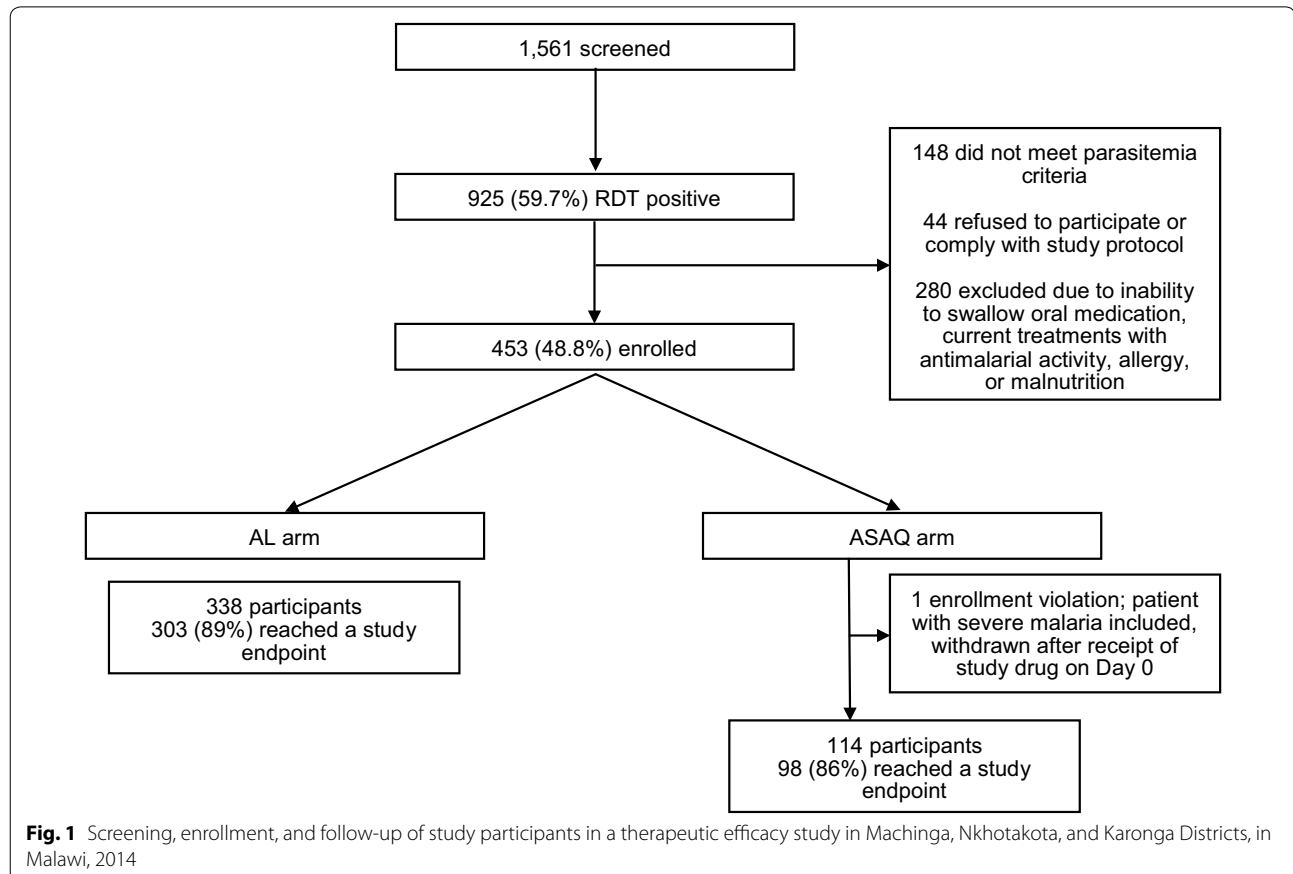 1,561 screened
925 (59.7%) RDT positive
148 did not meet parasitemia
criteria
44 refused to participate or
comply with study protocol
280 excluded due to inability
to swallow oral medication,
current treatments with
antimalarial activity, allergy,
or malnutrition
453 (48.8%) enrolled
AL arm
338 participants
303 (89%) reached a study
endpoint
ASAQ arm
1 enrollment violation; patient
with severe malaria included,
withdrawn after receipt of
study drug on Day 0
114 participants
98 (86%) reached a study
endpoint
Fig. 1 Screening, enrollment, and follow-up of study participants in a therapeutic efficacy study in Machinga, Nkhotakota, and Karonga Districts, in
Malawi, 2014